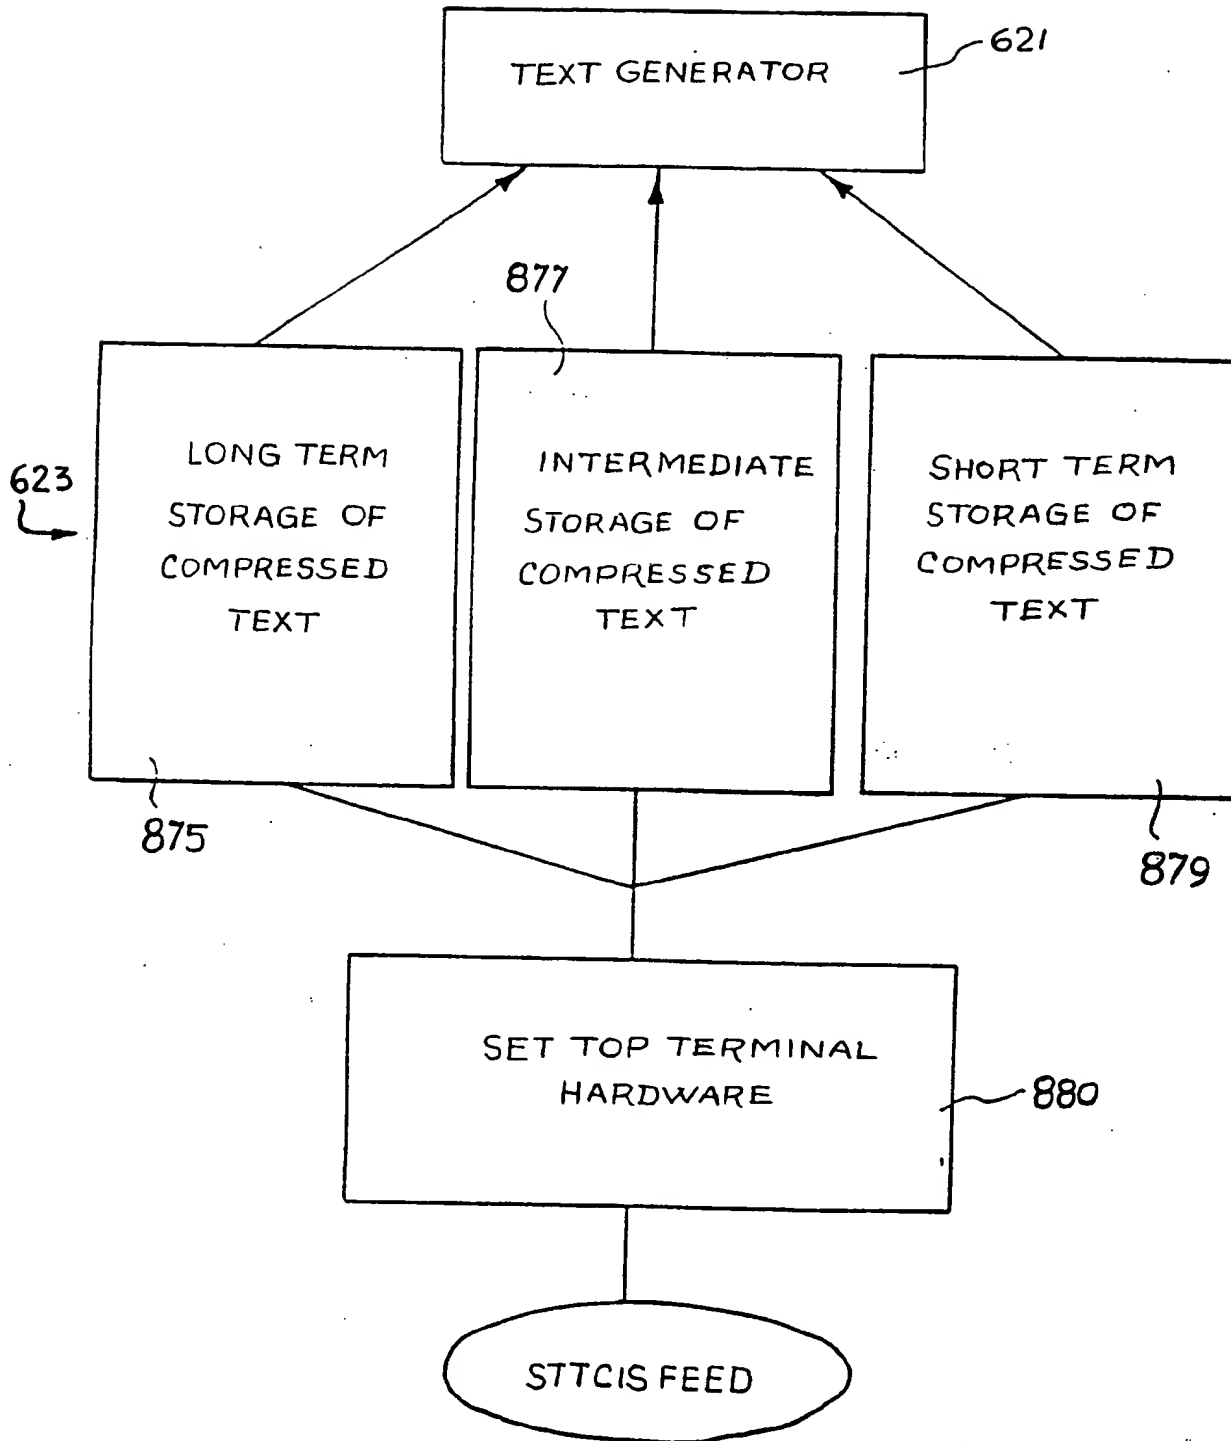 TEXT GENERATOR
621
877
623
LONG TERM
STORAGE OF
COMPRESSED
TEXT
INTERMEDIATE
STORAGE OF
COMPRESSED
TEXT
SHORT TERM
STORAGE OF
COMPRESSED
TEXT
875
879
SET TOP TERMINAL
HARDWARE
880
STTCIS FEED